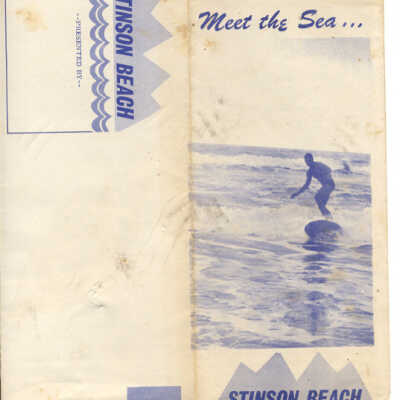 Meet the Sea...
STINSON BEACH
STINSON BEACH
--PRESENTED BY--